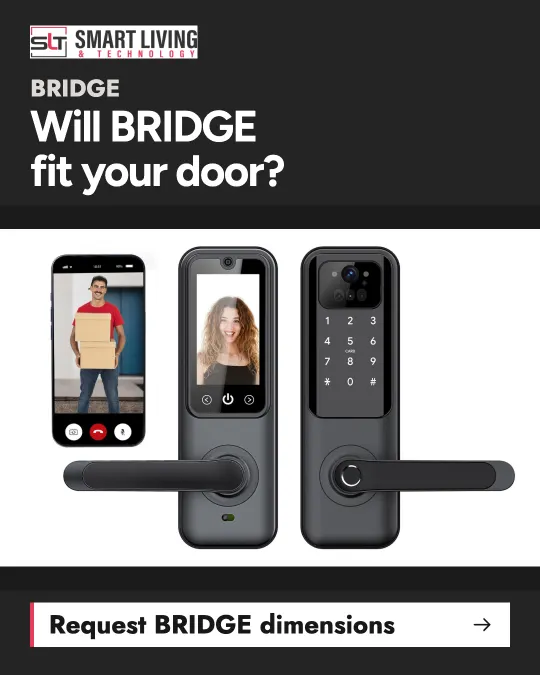 SLT SMART LIVING
& TECHNOLOGY
BRIDGE
Will BRIDGE
fit your door?
1 2 3
4 5 6
CARD
7 8 9
* 0 #
Request BRIDGE dimensions →